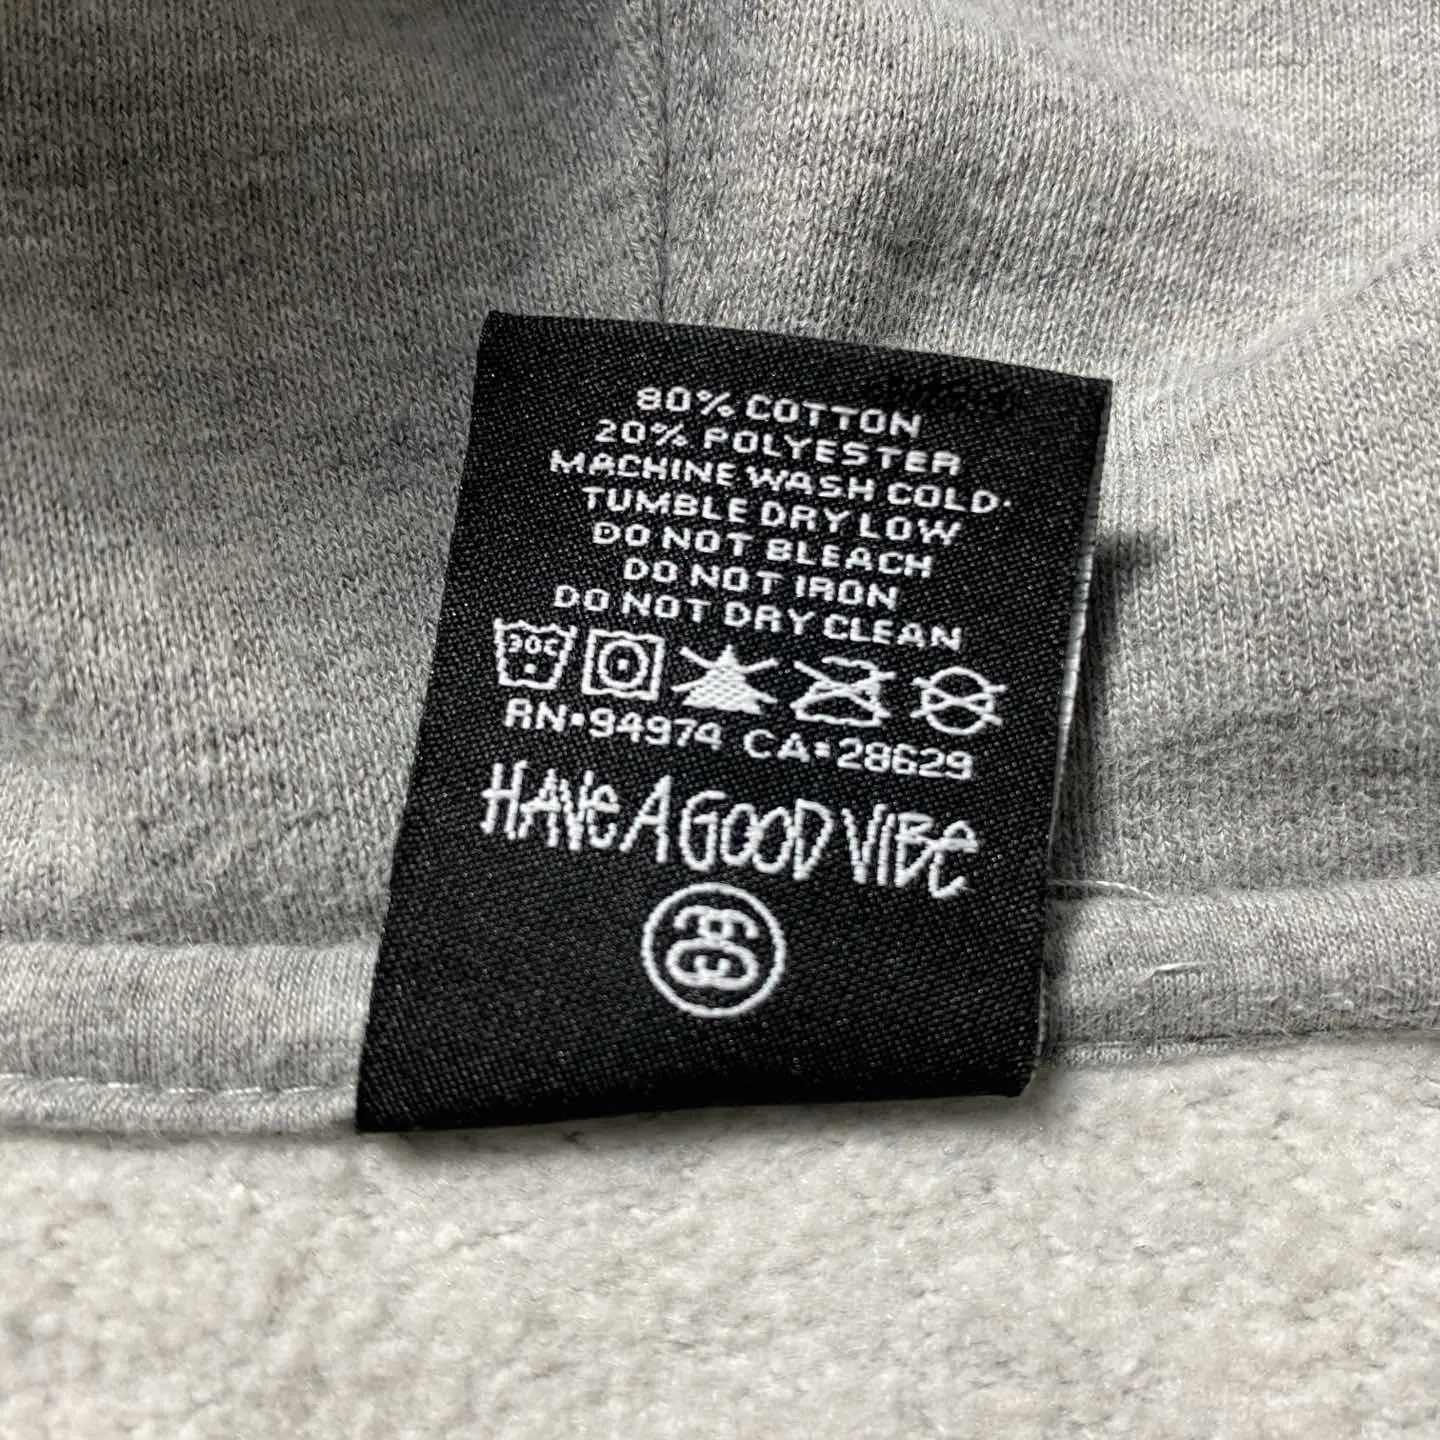 80% COTTON
20% POLYESTER
MACHINE WASH COLD·
TUMBLE DRY LOW
DO NOT BLEACH
DO NOT IRON
DO NOT DRY CLEAN
30C
RN•94974 CA:28629
HAVE A GOOD VIBE